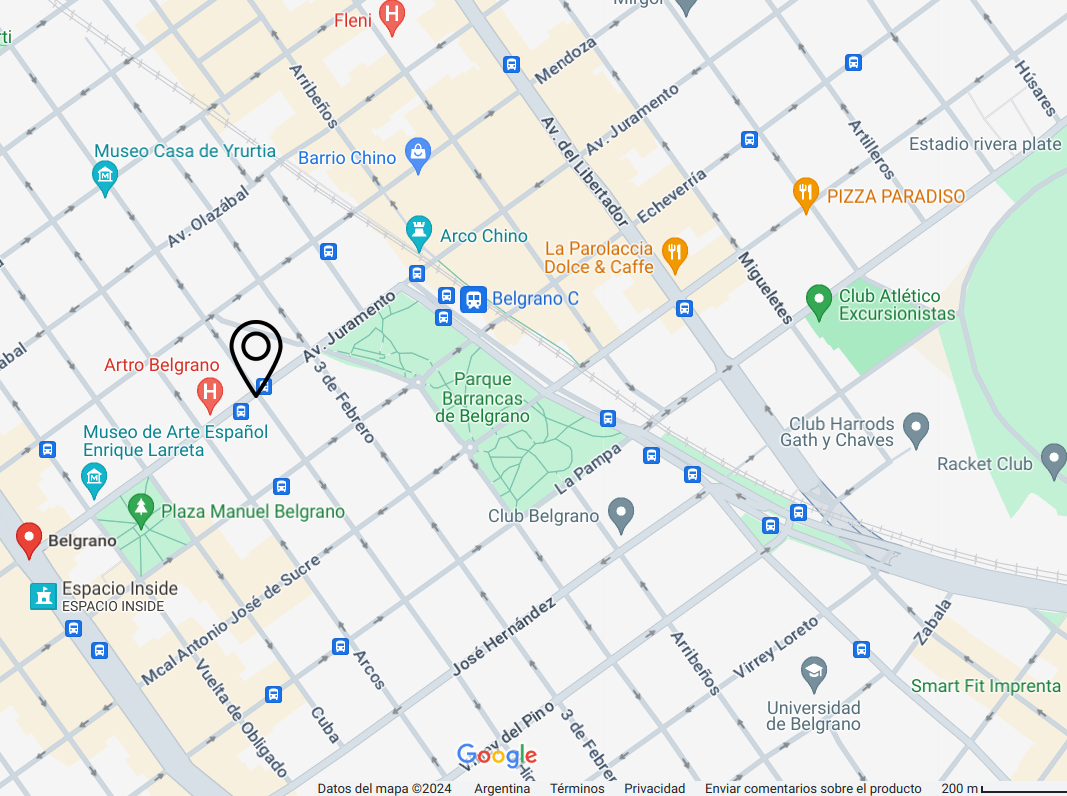 Mirgor
Fleni
rti
Mendoza
Arribeños
Húsares
Av. Juramento
Av. del Libertador
Artilleros
Estadio rivera plate
Museo Casa de Yrurtia
Barrio Chino
Echeverría
PIZZA PARADISO
Av. Olazábal
Arco Chino
La Parolaccia
Dolce & Caffe
Migueletes
Belgrano C
Club Atlético
Excursionistas
Av. Juramento
abal
Artro Belgrano
3 de Febrero
Parque
Barrancas
de Belgrano
Museo de Arte Español
Enrique Larreta
Club Harrods
Gath y Chaves
Racket Club
La Pampa
Plaza Manuel Belgrano
Club Belgrano
Belgrano
Espacio Inside
ESPACIO INSIDE
Mcal Antonio José de Sucre
José Hernández
Zabala
Arribeños
Virrey Loreto
Arcos
Vuelta de Obligado
Smart Fit Imprenta
Universidad
de Belgrano
Cuba
Virrey del Pino
3 de Febrer
Google
Datos del mapa ©2024 Argentina Términos Privacidad Enviar comentarios sobre el producto 200 m